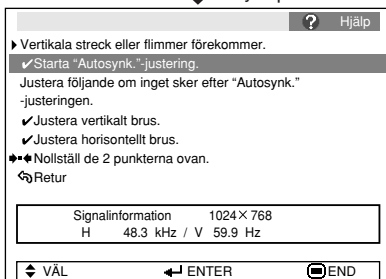 ? Hjälp
Vertikala streck eller flimmer förekommer.
✔Starta “Autosynk.”-justering.
Justera följande om inget sker efter “Autosynk.”
-justeringen.
✔Justera vertikalt brus.
✔Justera horisontellt brus.
Nollställ de 2 punkterna ovan.
Retur
Signalinformation 1024×768
H 48.3 kHz / V 59.9 Hz
VÄL ENTER END